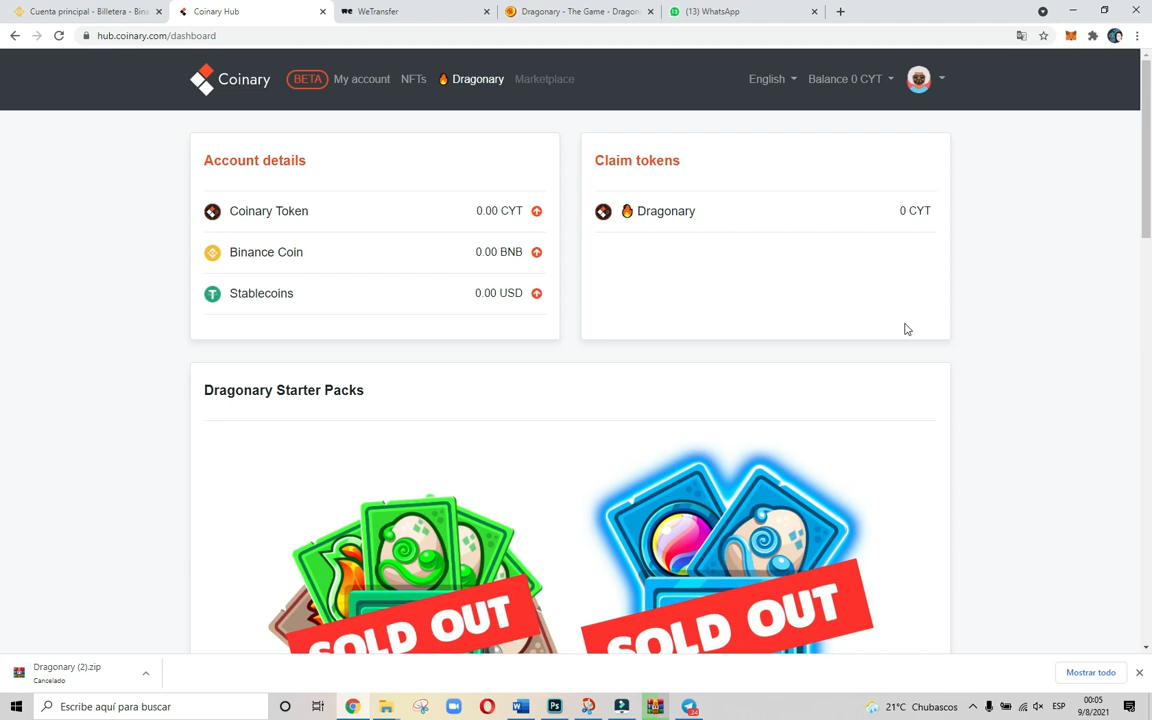 Cuenta principal - Billetera - Bin
Coinary Hub
WeTransfer
Dragonary - The Game - Dragon
(13) WhatsApp
hub.coinary.com/dashboard
Coinary BETA My account NFTs Dragonary Marketplace English Balance 0 CYT
Account details
Coinary Token 0.00 CYT
Binance Coin 0.00 BNB
Stablecoins 0.00 USD
Claim tokens
Dragonary 0 CYT
Dragonary Starter Packs
SOLD OUT
SOLD OUT
Dragonary (2).zip
Cancelado
Mostrar todo
Escribe aquí para buscar
24
21°C Chubascos
ESP
00:05
9/8/2021